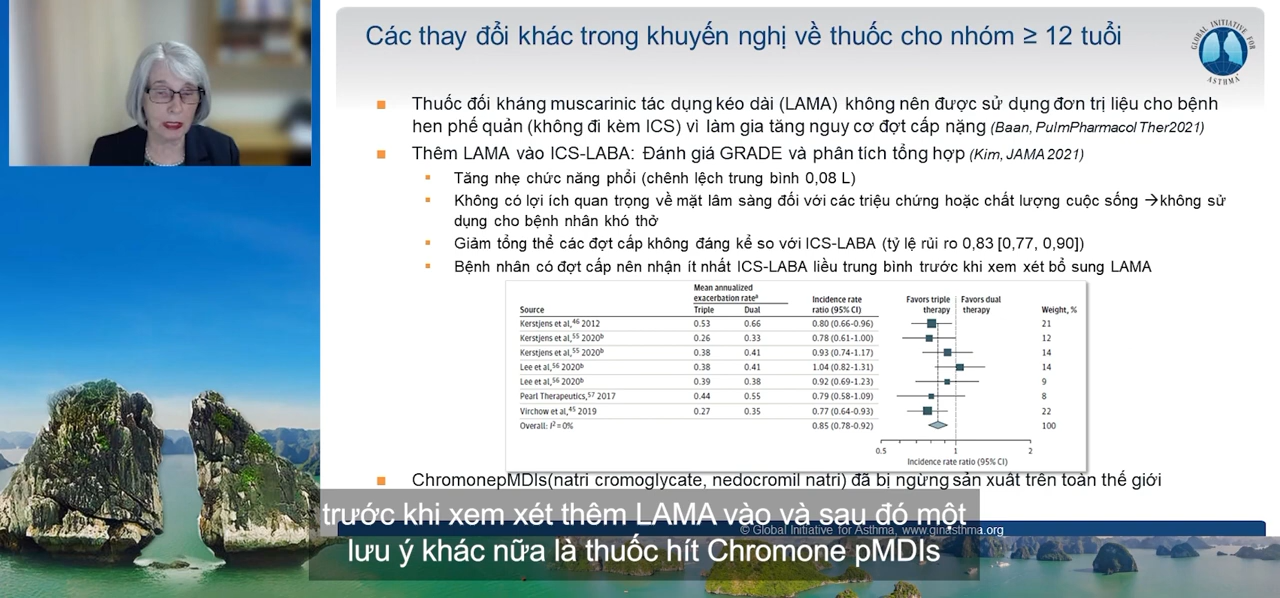 Các thay đổi khác trong khuyến nghị về thuốc cho nhóm ≥ 12 tuổi
GLOBAL INITIATIVE FOR ASTHMA
■ Thuốc đối kháng muscarinic tác dụng kéo dài (LAMA) không nên được sử dụng đơn trị liệu cho bệnh
hen phế quản (không đi kèm ICS) vì làm gia tăng nguy cơ đợt cấp nặng (Baan, PulmPharmacol Ther2021)
■ Thêm LAMA vào ICS-LABA: Đánh giá GRADE và phân tích tổng hợp (Kim, JAMA 2021)
▪ Tăng nhẹ chức năng phổi (chênh lệch trung bình 0,08 L)
▪ Không có lợi ích quan trọng về mặt lâm sàng đối với các triệu chứng hoặc chất lượng cuộc sống →không sử
dụng cho bệnh nhân khó thở
▪ Giảm tổng thể các đợt cấp không đáng kể so với ICS-LABA (tỷ lệ rủi ro 0,83 [0,77, 0,90])
▪ Bệnh nhân có đợt cấp nên nhận ít nhất ICS-LABA liều trung bình trước khi xem xét bổ sung LAMA
Mean annualized
exacerbation rateᵃ
Incidence rate
ratio (95% CI)
Favors triple
therapy
Favors dual
therapy
Source Triple Dual Weight, %
Kerstjens et al,⁴⁶ 2012 0.53 0.66 0.80 (0.66-0.96) 21
Kerstjens et al,⁵⁵ 2020ᵇ 0.26 0.33 0.78 (0.61-1.00) 12
Kerstjens et al,⁵⁵ 2020ᵇ 0.38 0.41 0.93 (0.74-1.17) 14
Lee et al,⁵⁶ 2020ᵇ 0.38 0.41 1.04 (0.82-1.31) 14
Lee et al,⁵⁶ 2020ᵇ 0.39 0.38 0.92 (0.69-1.23) 9
Pearl Therapeutics,⁵⁷ 2017 0.44 0.55 0.79 (0.58-1.09) 8
Virchow et al,⁴⁵ 2019 0.27 0.35 0.77 (0.64-0.93) 22
Overall: I² = 0% 0.85 (0.78-0.92) 100
0.5 1 2
Incidence rate ratio (95% CI)
■ ChromonepMDIs(natri cromoglycate, nedocromil natri) đã bị ngừng sản xuất trên toàn thế giới
© Global Initiative for Asthma, www.ginasthma.org
trước khi xem xét thêm LAMA vào và sau đó một
lưu ý khác nữa là thuốc hít Chromone pMDIs